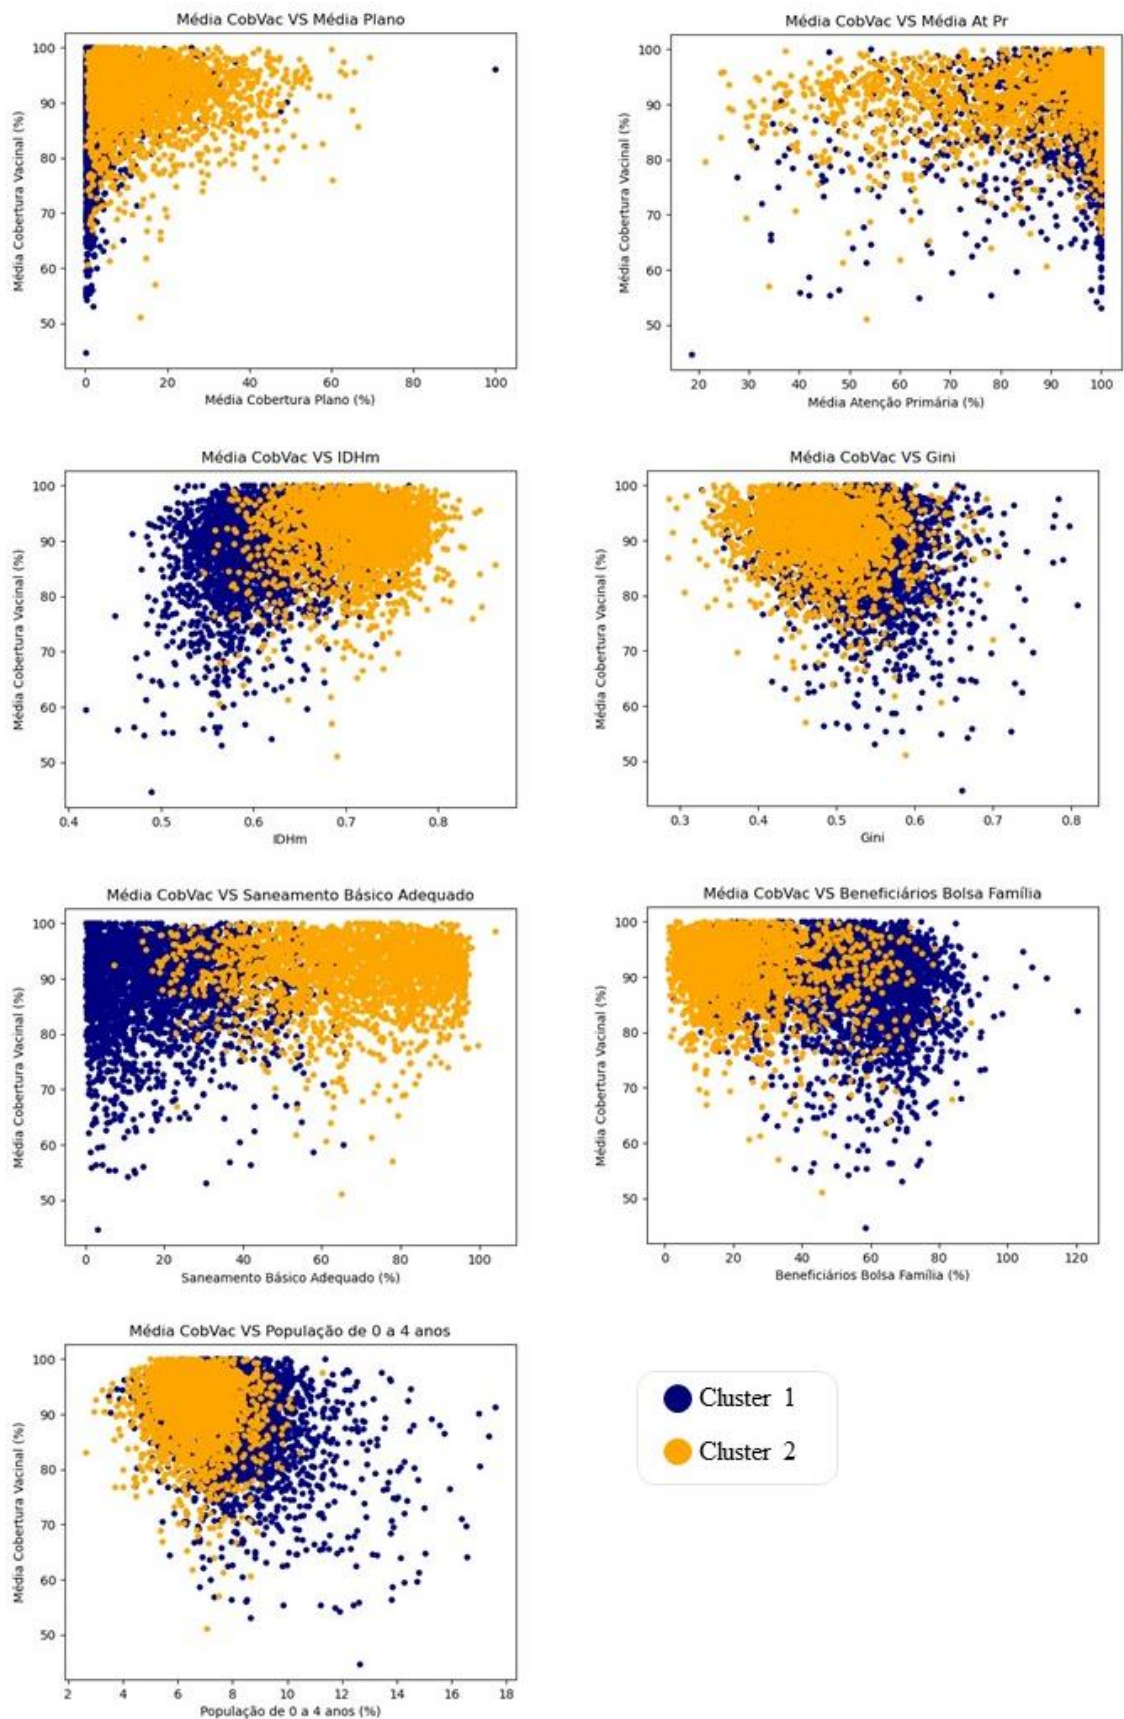 Média CobVac VS Média Plano
Média Cobertura Vacinal (%)
100
90
80
70
60
50
0 20 40 60 80 100
Média Cobertura Plano (%)
Média CobVac VS Média At Pr
Média Cobertura Vacinal (%)
100
90
80
70
60
50
20 30 40 50 60 70 80 90 100
Média Atenção Primária (%)
Média CobVac VS IDHm
Média Cobertura Vacinal (%)
100
90
80
70
60
50
0.4 0.5 0.6 0.7 0.8
IDHm
Média CobVac VS Gini
Média Cobertura Vacinal (%)
100
90
80
70
60
50
0.3 0.4 0.5 0.6 0.7 0.8
Gini
Média CobVac VS Saneamento Básico Adequado
Média Cobertura Vacinal (%)
100
90
80
70
60
50
0 20 40 60 80 100
Saneamento Básico Adequado (%)
Média CobVac VS Beneficiários Bolsa Família
Média Cobertura Vacinal (%)
100
90
80
70
60
50
0 20 40 60 80 100 120
Beneficiários Bolsa Família (%)
Média CobVac VS População de 0 a 4 anos
Média Cobertura Vacinal (%)
100
90
80
70
60
50
2 4 6 8 10 12 14 16 18
População de 0 a 4 anos (%)
Cluster 1
Cluster 2